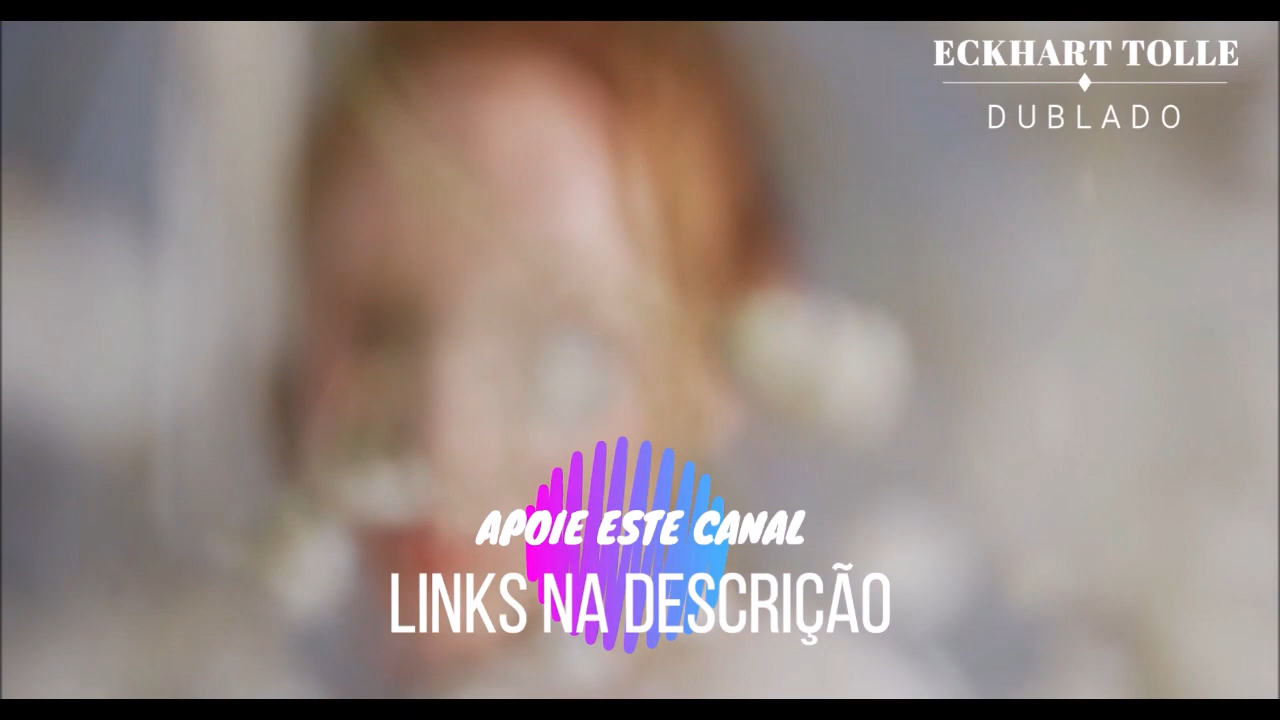 ECKHART TOLLE
DUBLADO
APOIE ESTE CANAL
LINKS NA DESCRIÇÃO